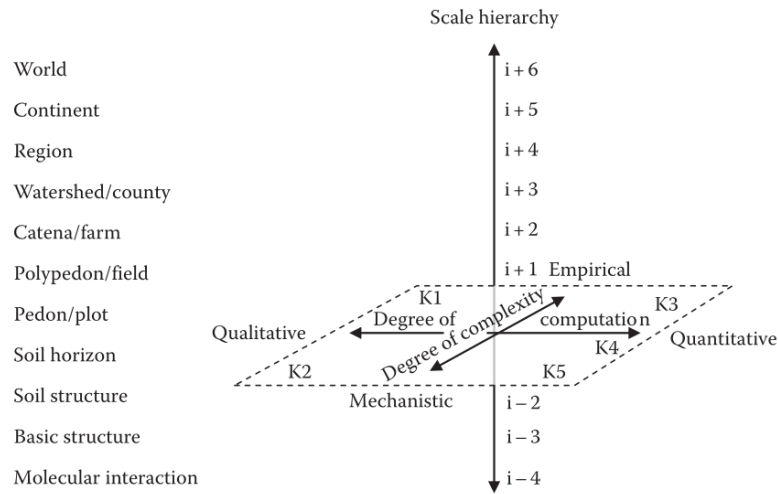 Scale hierarchy
World i + 6
Continent i + 5
Region i + 4
Watershed/county i + 3
Catena/farm i + 2
Polypedon/field i + 1 Empirical
K1 K3
Pedon/plot
Degree of computation
Degree of complexity
Qualitative Quantitative
Soil horizon K4
K2 K5
Soil structure Mechanistic i – 2
Basic structure i – 3
Molecular interaction i – 4